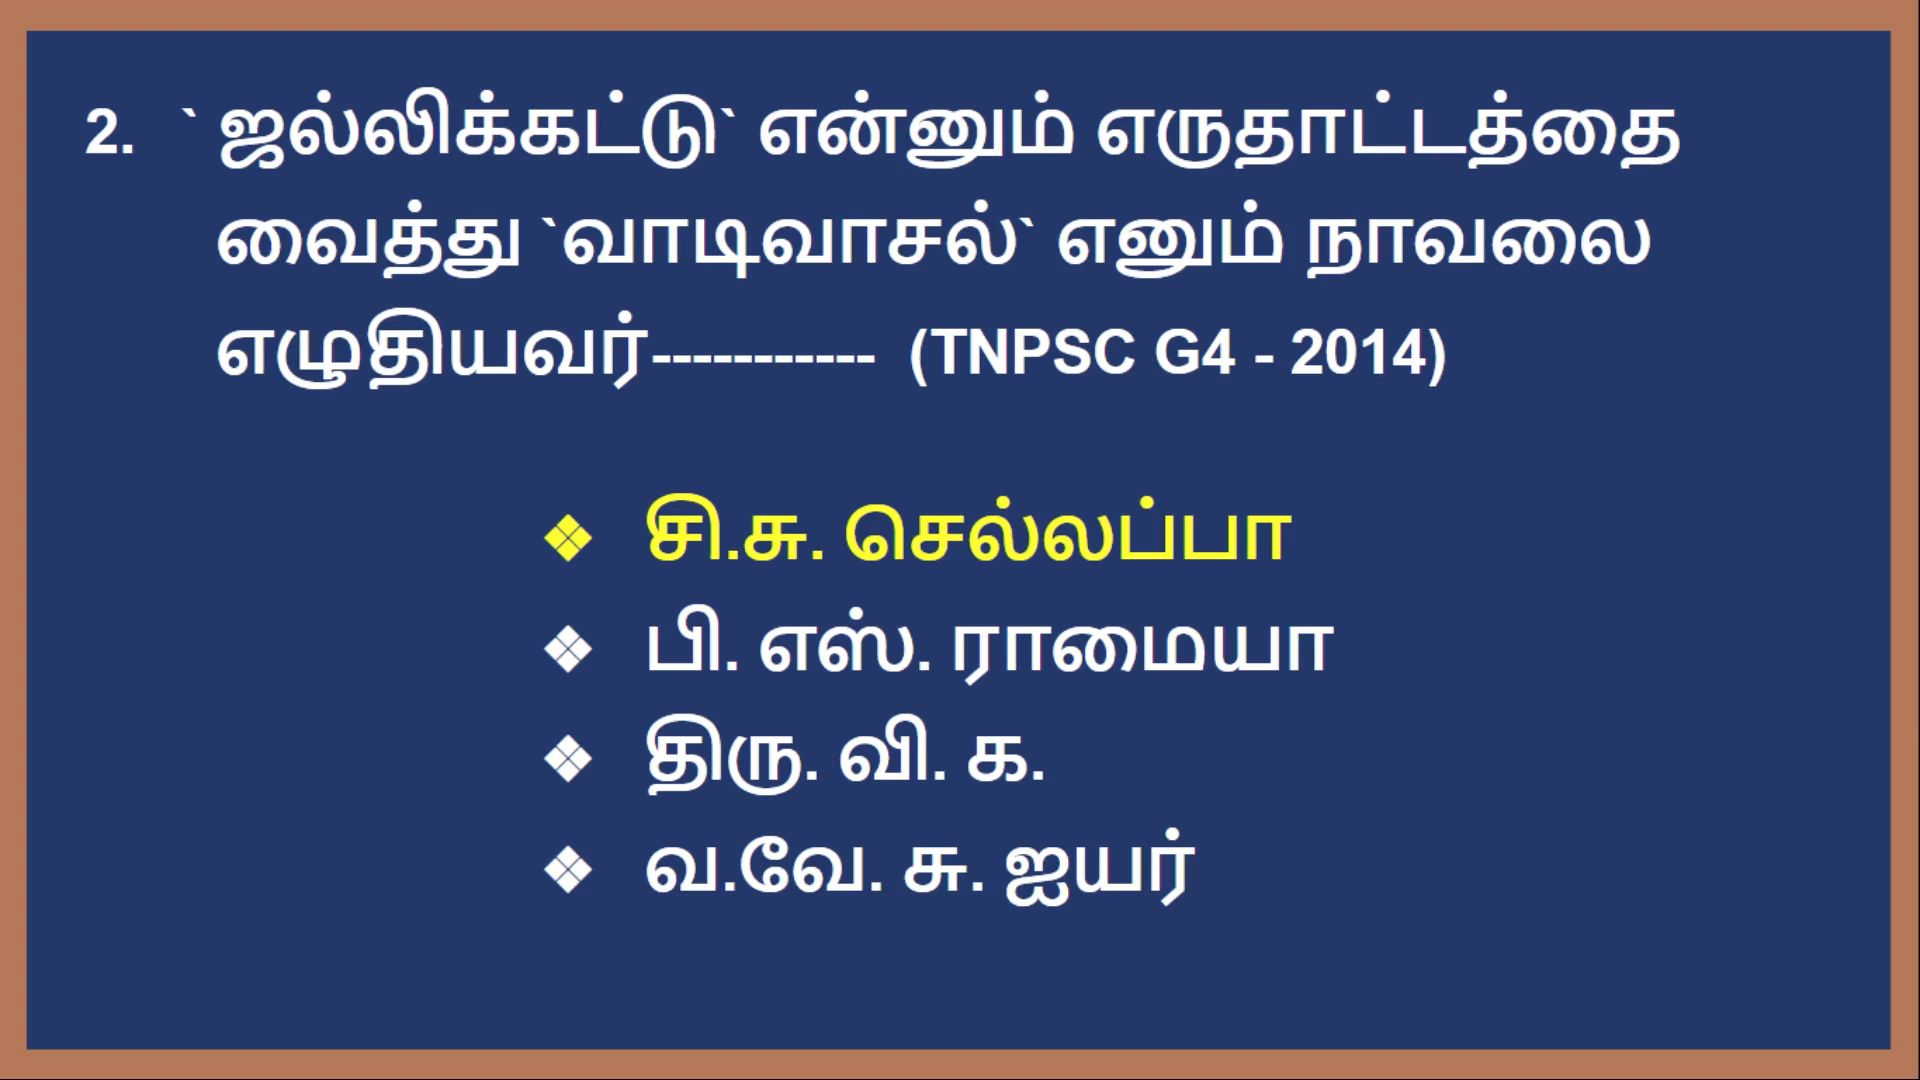 2. ` ஜல்லிக்கட்டு` என்னும் எருதாட்டத்தை
வைத்து `வாடிவாசல்` எனும் நாவலை
எழுதியவர்----------- (TNPSC G4 - 2014)
❖ சி.சு. செல்லப்பா
❖ பி. எஸ். ராமையா
❖ திரு. வி. க.
❖ வ.வே. சு. ஐயர்